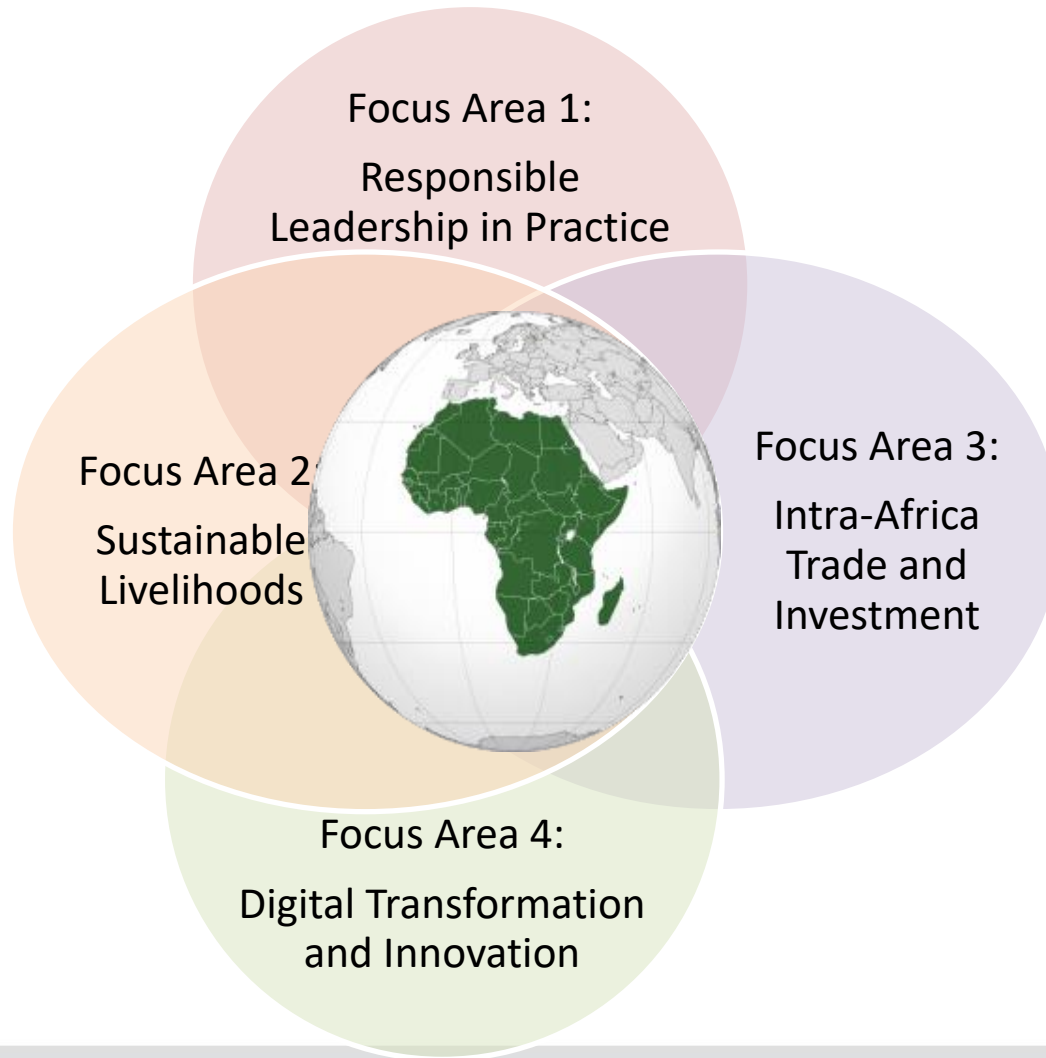 Focus Area 1:
Responsible
Leadership in Practice
Focus Area 2:
Sustainable
Livelihoods
Focus Area 3:
Intra-Africa
Trade and
Investment
Focus Area 4:
Digital Transformation
and Innovation